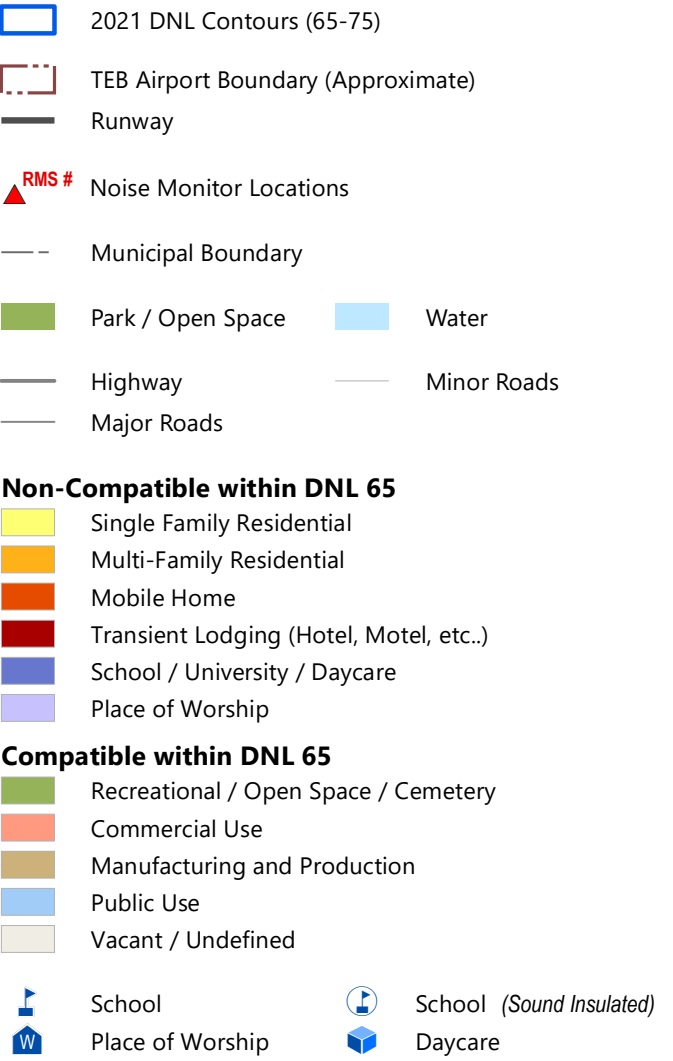 2021 DNL Contours (65-75)
TEB Airport Boundary (Approximate)
Runway
RMS # Noise Monitor Locations
Municipal Boundary
Park / Open Space Water
Highway Minor Roads
Major Roads
Non-Compatible within DNL 65
Single Family Residential
Multi-Family Residential
Mobile Home
Transient Lodging (Hotel, Motel, etc..)
School / University / Daycare
Place of Worship
Compatible within DNL 65
Recreational / Open Space / Cemetery
Commercial Use
Manufacturing and Production
Public Use
Vacant / Undefined
School School (Sound Insulated)
W Place of Worship Daycare